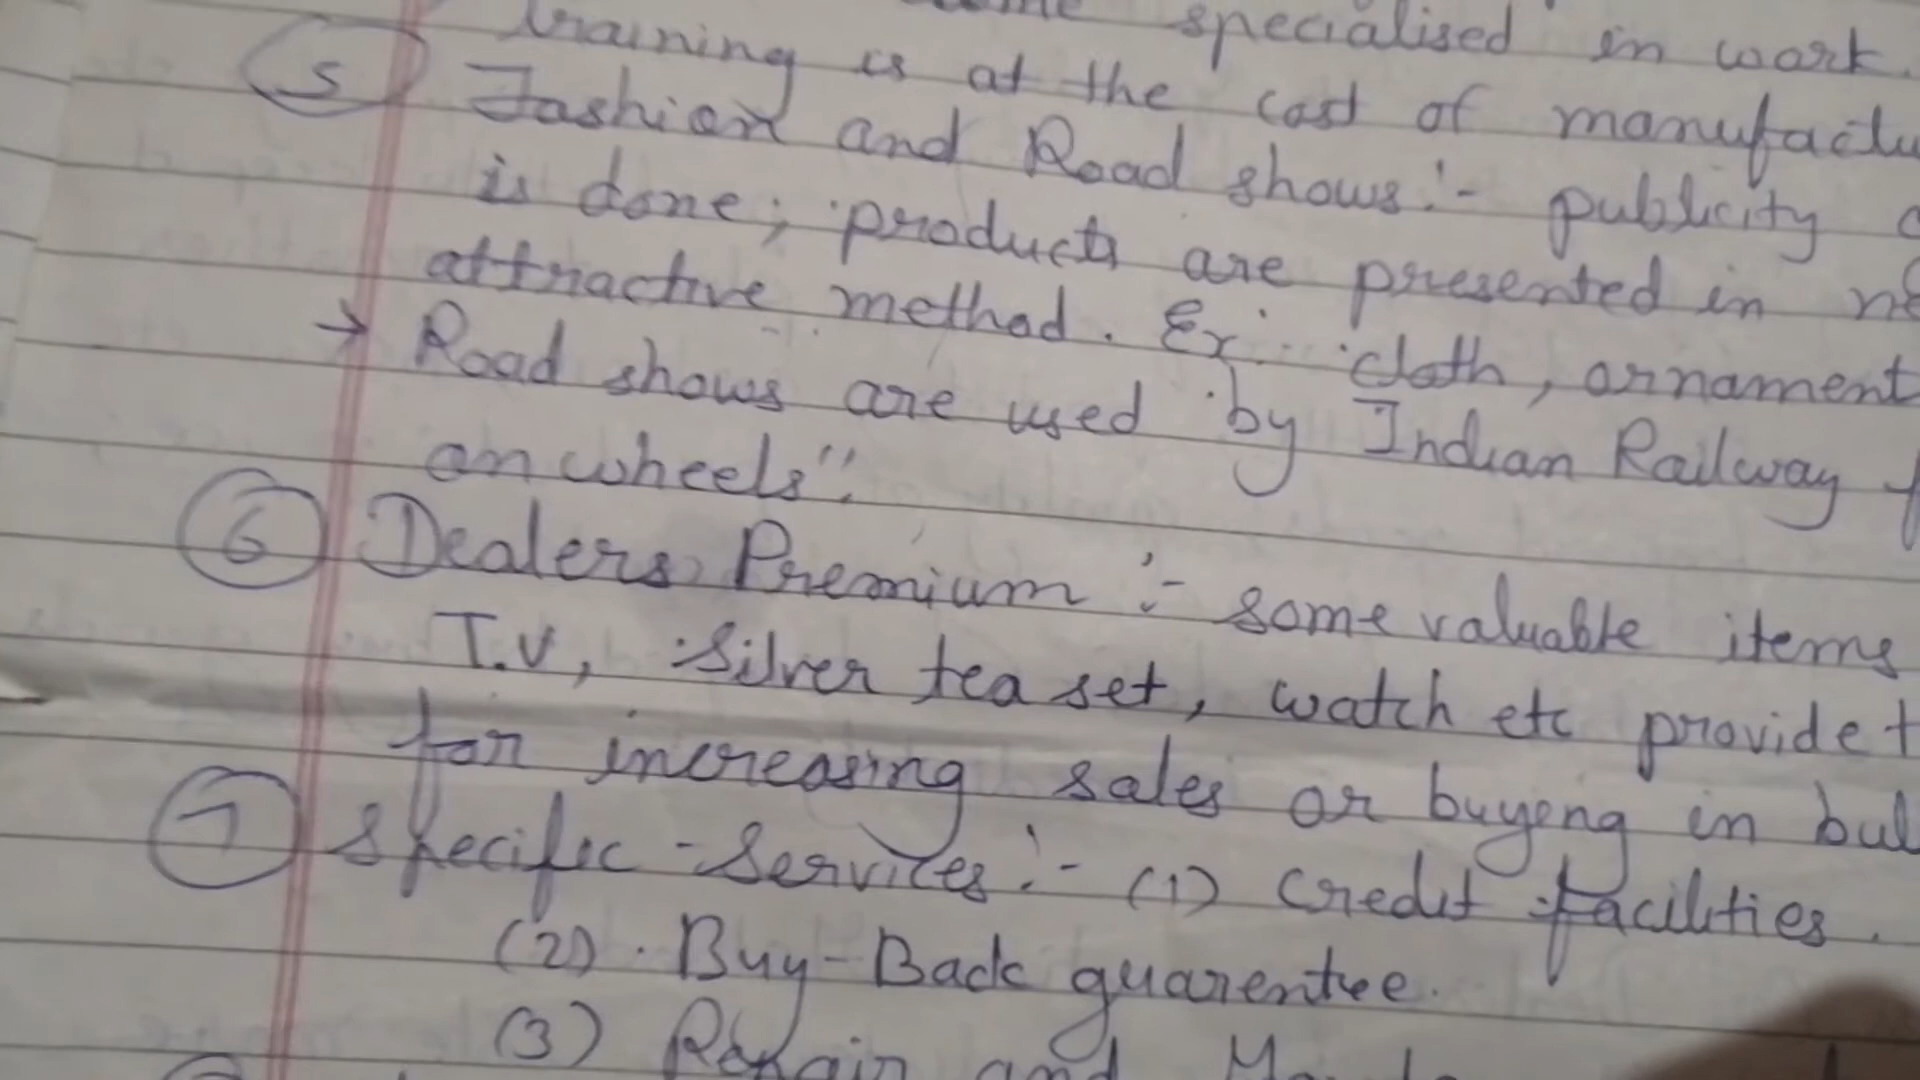 specialised in work.
training is at the cost of manufactu
5 Fashion and Road shows:- publicity
is done; products are presented in
attractive method. Ex: cloth, ornament
→ Road shows are used by Indian Railway
on wheels".
6 Dealers Premium :- some valuable items
T.V, Silver tea set, watch etc provide
for increasing sales or buyeng in bul
7 Specific-Services:- (1) Credit facilities.
(2). Buy-Back guarentee.
(3) Repair and